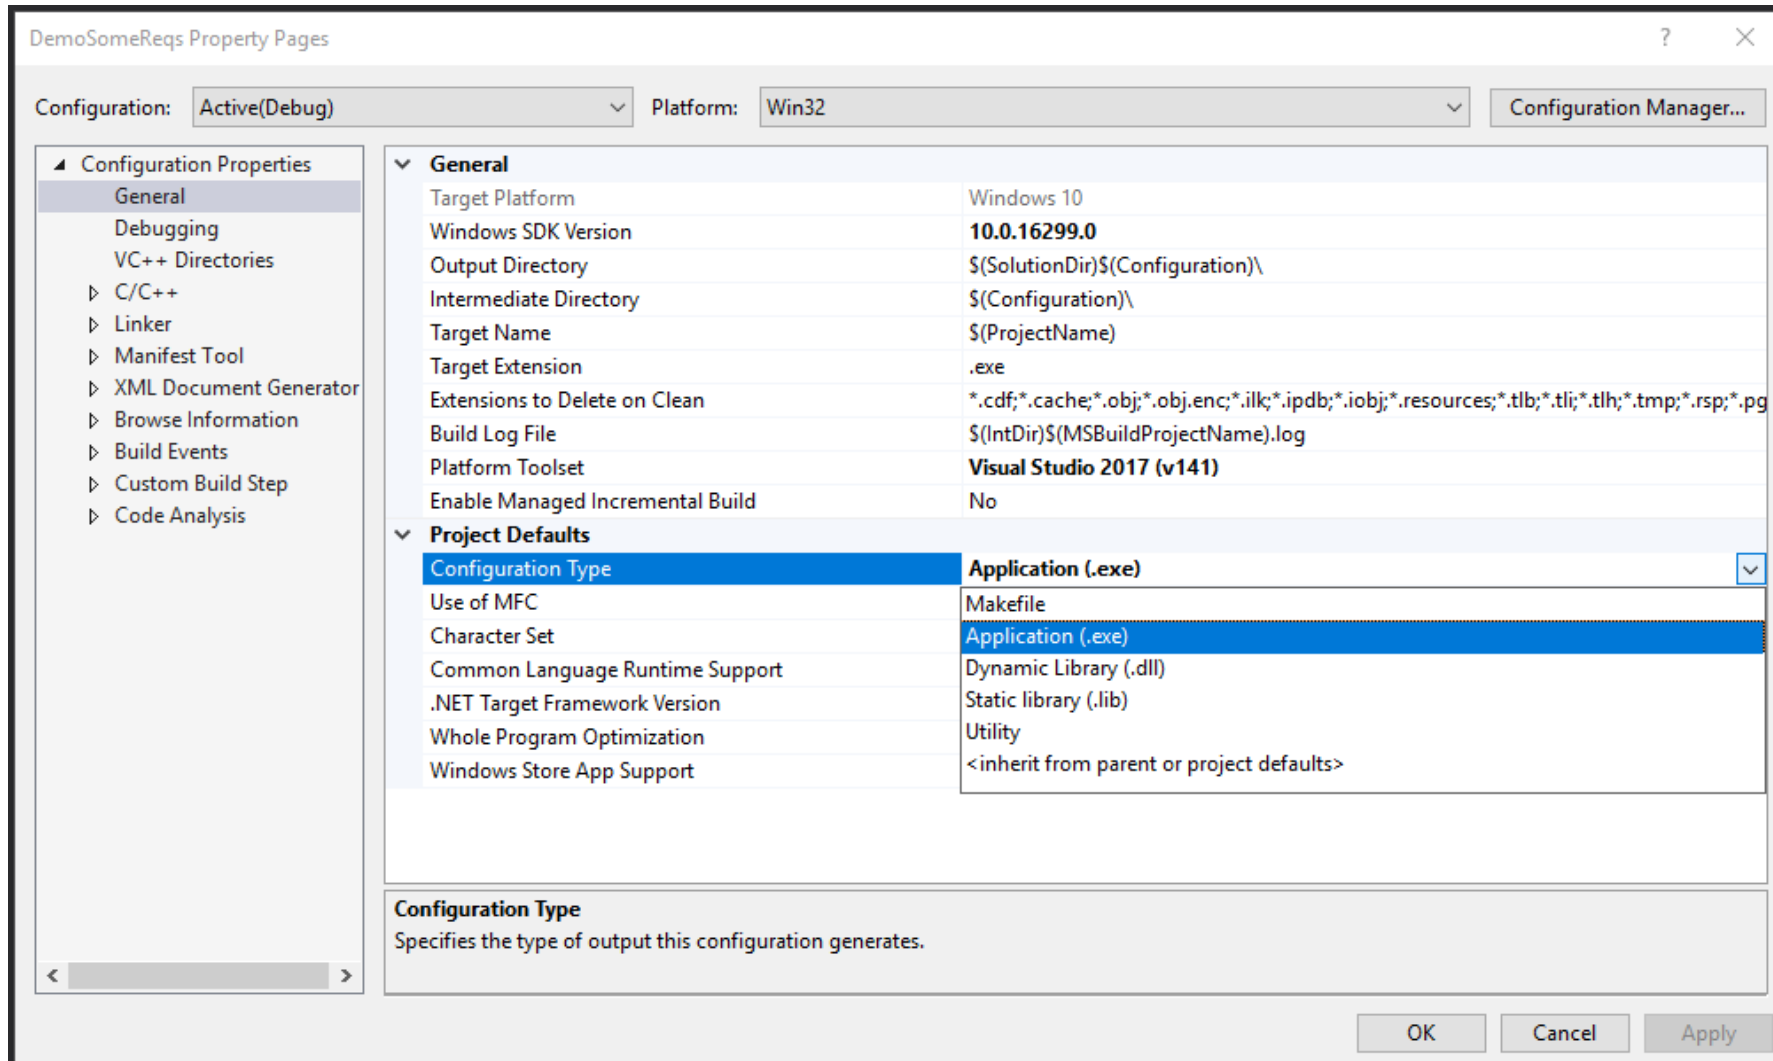 DemoSomeReqs Property Pages
Configuration: Active(Debug) Platform: Win32 Configuration Manager...
Configuration Properties
General
Debugging
VC++ Directories
C/C++
Linker
Manifest Tool
XML Document Generator
Browse Information
Build Events
Custom Build Step
Code Analysis
General
Target Platform Windows 10
Windows SDK Version 10.0.16299.0
Output Directory $(SolutionDir)$(Configuration)\
Intermediate Directory $(Configuration)\
Target Name $(ProjectName)
Target Extension .exe
Extensions to Delete on Clean *.cdf;*.cache;*.obj;*.obj.enc;*.ilk;*.ipdb;*.iobj;*.resources;*.tlb;*.tli;*.tlh;*.tmp;*.rsp;*.pg
Build Log File $(IntDir)$(MSBuildProjectName).log
Platform Toolset Visual Studio 2017 (v141)
Enable Managed Incremental Build No
Project Defaults
Configuration Type Application (.exe)
Use of MFC
Character Set
Common Language Runtime Support
.NET Target Framework Version
Whole Program Optimization
Windows Store App Support
Makefile
Application (.exe)
Dynamic Library (.dll)
Static library (.lib)
Utility
<inherit from parent or project defaults>
Configuration Type
Specifies the type of output this configuration generates.
OK Cancel Apply